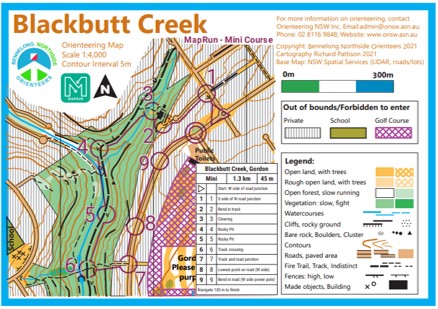 Blackbutt Creek
For more information on orienteering, contact
Orienteering NSW Inc. Email:admin@onsw.asn.au;
Phone: 02 8116 9848, Website: www.onsw.asn.au
Copyright: Bennelong Northside Orienteers 2021
Cartography Richard Pattison 2021
Base Map: NSW Spatial Services (LIDAR, roads/lots)
BENNELONG NORTHSIDE
ORIENTEERS
Orienteering Map
Scale 1:4,000
Contour Interval 5m
MAPRUN
N
MapRun - Mini Course
0m 300m
Out of bounds/Forbidden to enter
Private School Golf Course
Legend:
Open land, with trees
Rough open land, with trees
Open forest, slow running
Vegetation: slow, fight
Watercourses
Cliffs, rocky ground
Bare rock, Boulders, Cluster
Contours
Roads, paved area
Fire Trail, Track, Indistinct
Fences: high, low
Made objects, Building
1
2
3
4
5
6
7
8
9
Public
Toilets
School
Gord
Please
purp
Blackbutt Creek, Gordon
Mini 1.3 km 45 m
Start: W side of road junction
1 1 S side of W road junction
2 2 Bend in track
3 3 Clearing
4 4 Rocky Pit
5 5 Rocky Pit
6 6 Track crossing
7 7 Track and road junction
8 8 Lowest point on road (W side)
9 9 Bend in road (W side power pole)
Navigate 130 m to finish